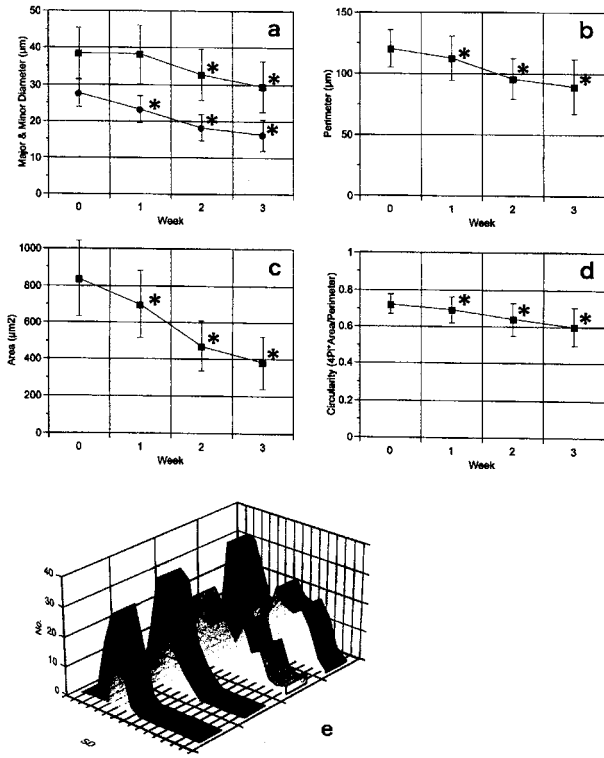 a
Major & Minor Diameter (µm)
50
40
30
20
10
0
*
*
*
*
*
0 1 2 3
Week
b
Perimeter (µm)
150
100
50
0
*
*
*
0 1 2 3
Week
c
Area (µm2)
1000
800
600
400
200
0
*
*
*
0 1 2 3
Week
d
Circularity (4Pi*Area/Perimeter)
1
0.8
0.6
0.4
0.2
0
*
*
*
0 1 2 3
Week
No.
40
30
20
10
0
SD
e